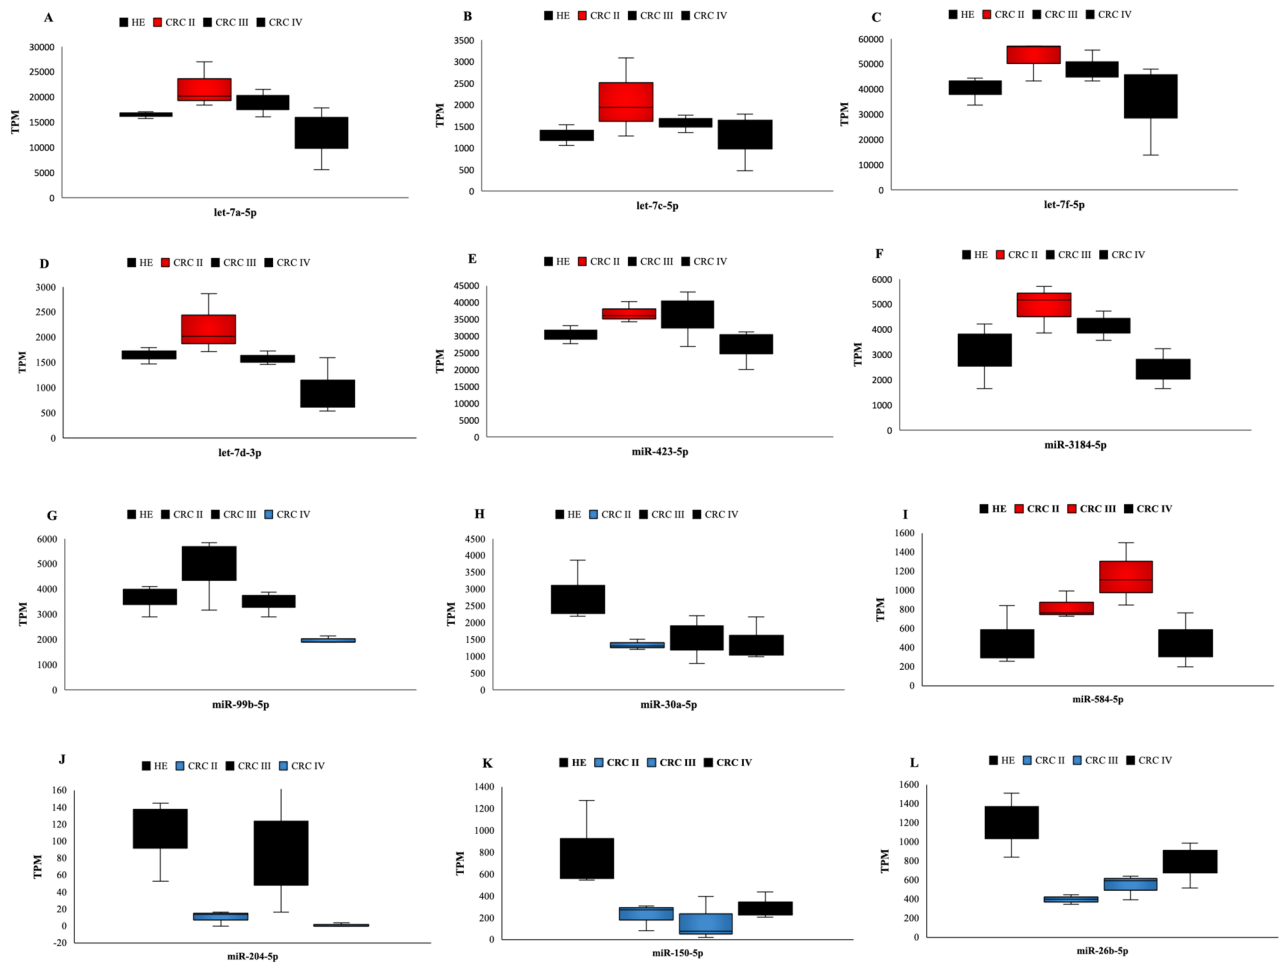 A
HE CRC II CRC III CRC IV
30000
25000
20000
15000
10000
5000
0
TPM
let-7a-5p
B
HE CRC II CRC III CRC IV
3500
3000
2500
2000
1500
1000
500
0
TPM
let-7c-5p
C
HE CRC II CRC III CRC IV
60000
50000
40000
30000
20000
10000
0
TPM
let-7f-5p
D
HE CRC II CRC III CRC IV
3000
2500
2000
1500
1000
500
0
TPM
let-7d-3p
E
HE CRC II CRC III CRC IV
45000
40000
35000
30000
25000
20000
15000
10000
5000
0
TPM
miR-423-5p
F
HE CRC II CRC III CRC IV
6000
5000
4000
3000
2000
1000
0
TPM
miR-3184-5p
G
HE CRC II CRC III CRC IV
6000
5000
4000
3000
2000
1000
0
TPM
miR-99b-5p
H
HE CRC II CRC III CRC IV
4500
4000
3500
3000
2500
2000
1500
1000
500
0
TPM
miR-30a-5p
I
HE CRC II CRC III CRC IV
1600
1400
1200
1000
800
600
400
200
0
TPM
miR-584-5p
J
HE CRC II CRC III CRC IV
160
140
120
100
80
60
40
20
0
-20
TPM
miR-204-5p
K
HE CRC II CRC III CRC IV
1400
1200
1000
800
600
400
200
0
TPM
miR-150-5p
L
HE CRC II CRC III CRC IV
1600
1400
1200
1000
800
600
400
200
0
TPM
miR-26b-5p